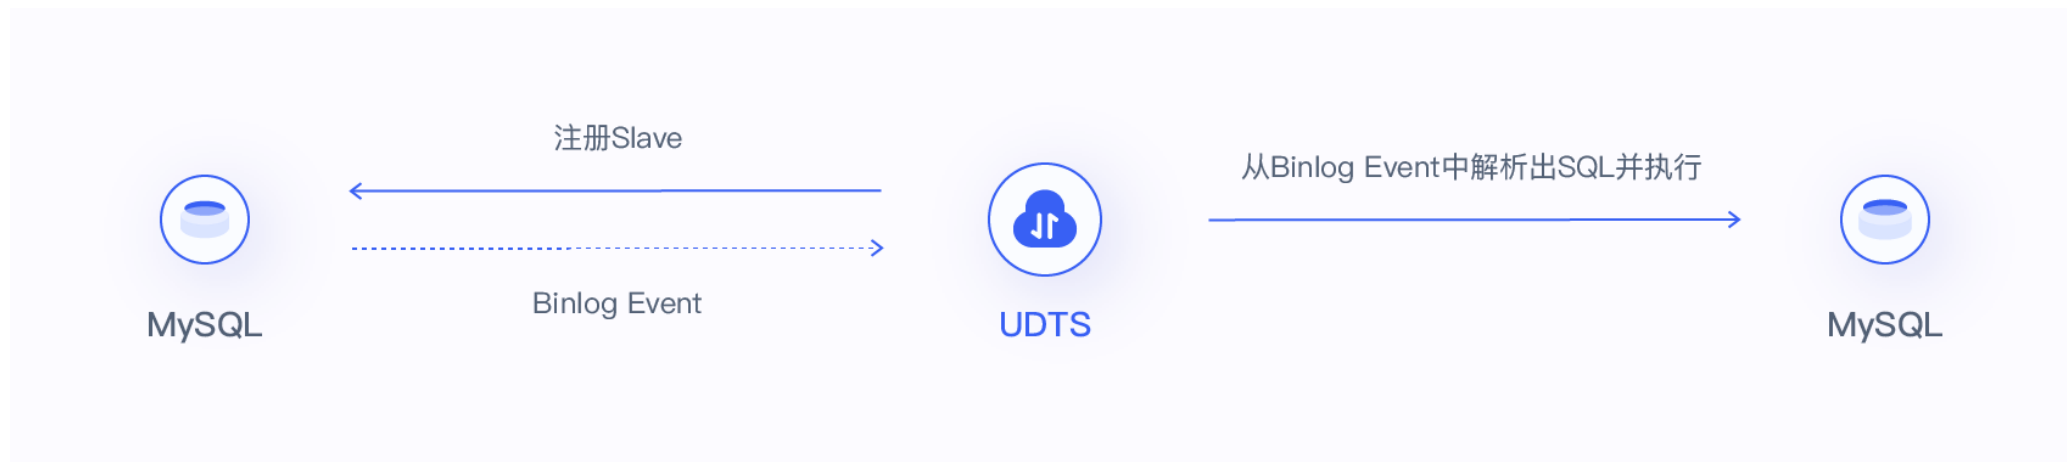 注册Slave
Binlog Event
MySQL
UDTS
从Binlog Event中解析出SQL并执行
MySQL